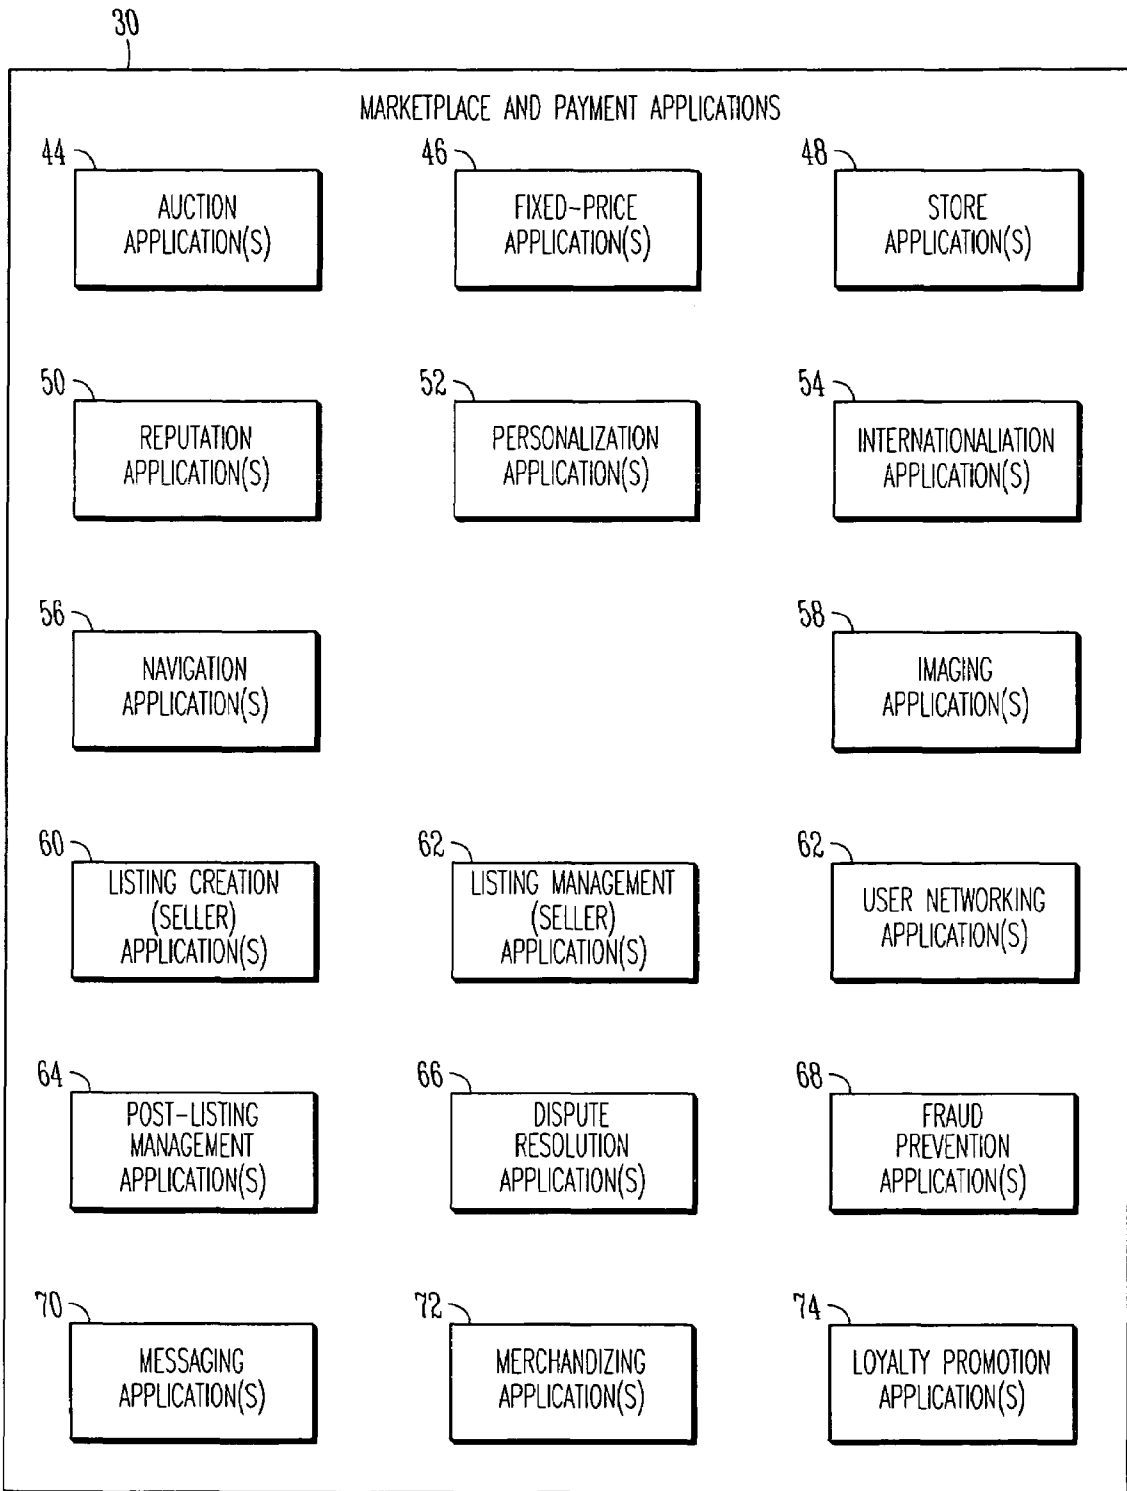 30
MARKETPLACE AND PAYMENT APPLICATIONS
44
AUCTION
APPLICATION(S)
46
FIXED-PRICE
APPLICATION(S)
48
STORE
APPLICATION(S)
50
REPUTATION
APPLICATION(S)
52
PERSONALIZATION
APPLICATION(S)
54
INTERNATIONALIATION
APPLICATION(S)
56
NAVIGATION
APPLICATION(S)
58
IMAGING
APPLICATION(S)
60
LISTING CREATION
(SELLER)
APPLICATION(S)
62
LISTING MANAGEMENT
(SELLER)
APPLICATION(S)
62
USER NETWORKING
APPLICATION(S)
64
POST-LISTING
MANAGEMENT
APPLICATION(S)
66
DISPUTE
RESOLUTION
APPLICATION(S)
68
FRAUD
PREVENTION
APPLICATION(S)
70
MESSAGING
APPLICATION(S)
72
MERCHANDIZING
APPLICATION(S)
74
LOYALTY PROMOTION
APPLICATION(S)